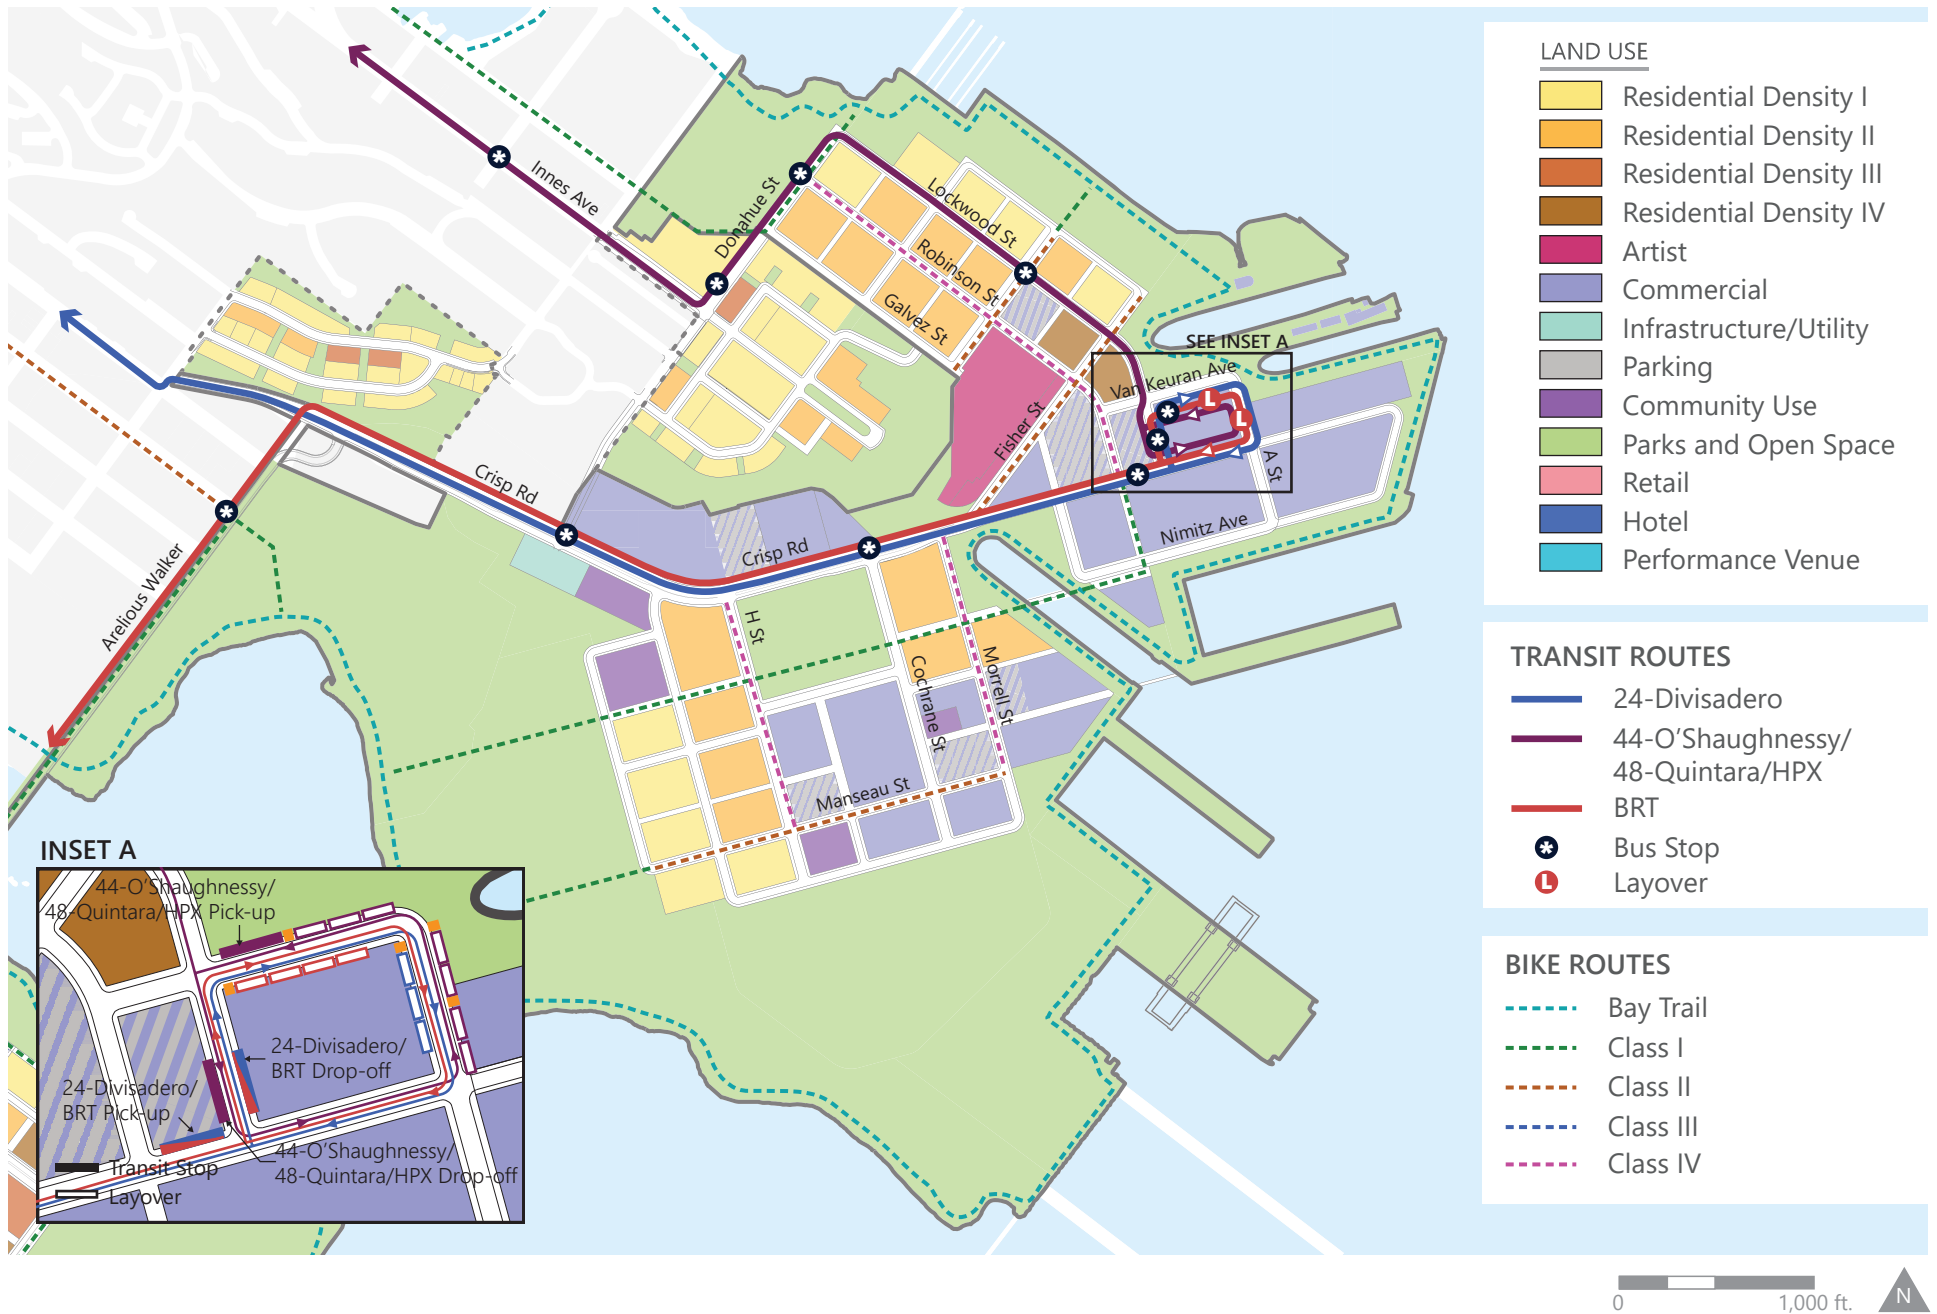 Innes Ave
Donahue St
Lockwood St
Robinson St
Galvez St
SEE INSET A
Van Keuran Ave
Fisher St
A St
Nimitz Ave
Crisp Rd
Crisp Rd
Arelious Walker
H St
Cochrane St
Morrell St
Manseau St
L
L
INSET A
44-O'Shaughnessy/
48-Quintara/HPX Pick-up
24-Divisadero/
BRT Drop-off
24-Divisadero/
BRT Pick-up
44-O'Shaughnessy/
48-Quintara/HPX Drop-off
Transit Stop
Layover
LAND USE
Residential Density I
Residential Density II
Residential Density III
Residential Density IV
Artist
Commercial
Infrastructure/Utility
Parking
Community Use
Parks and Open Space
Retail
Hotel
Performance Venue
TRANSIT ROUTES
24-Divisadero
44-O'Shaughnessy/
48-Quintara/HPX
BRT
Bus Stop
L Layover
BIKE ROUTES
Bay Trail
Class I
Class II
Class III
Class IV
0 1,000 ft.
N